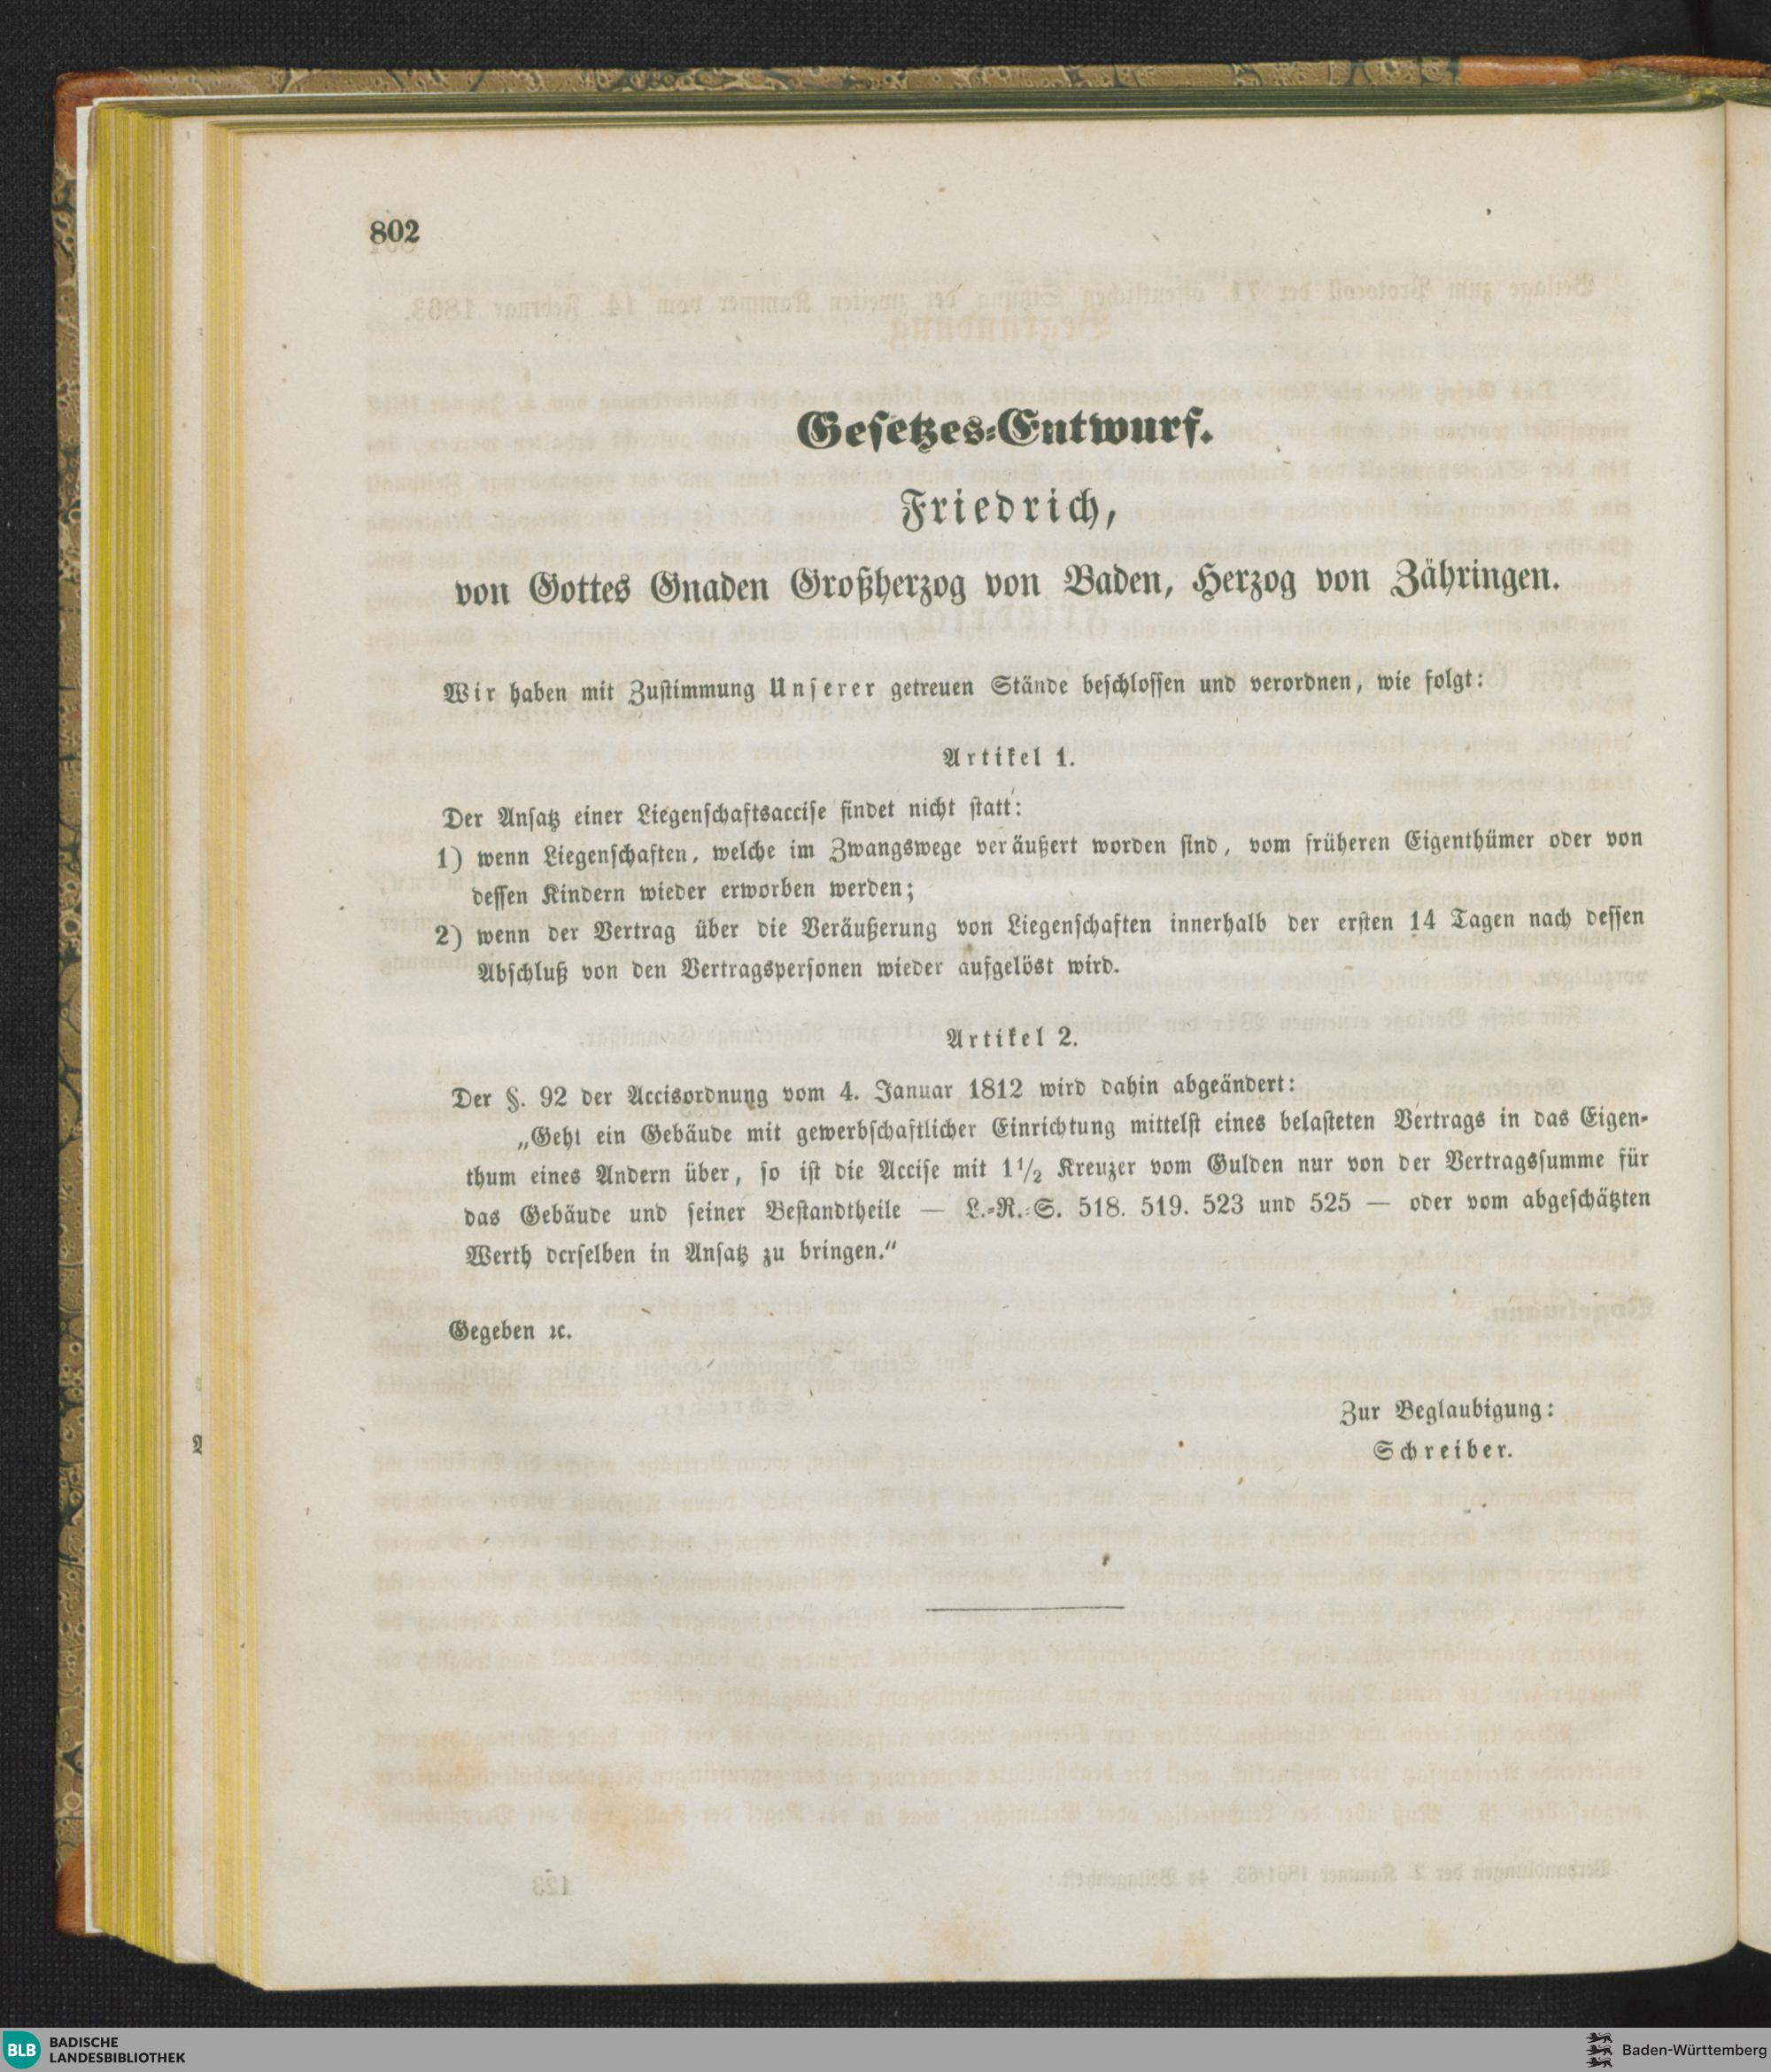 802
Gesetzes-Entwurf.
Friedrich,
von Gottes Gnaden Großherzog von Baden, Herzog von Zähringen.
Wir haben mit Zustimmung Unserer getreuen Stände beschlossen und verordnen, wie folgt:
Artikel 1.
Der Ansatz einer Liegenschaftsaccise findet nicht statt:
1) wenn Liegenschaften, welche im Zwangswege veräußert worden sind, vom früheren Eigenthümer oder von
dessen Kindern wieder erworben werden;
2) wenn der Vertrag über die Veräußerung von Liegenschaften innerhalb der ersten 14 Tagen nach dessen
Abschluß von den Vertragspersonen wieder aufgelöst wird.
Artikel 2.
Der §. 92 der Accisordnung vom 4. Januar 1812 wird dahin abgeändert:
„Geht ein Gebäude mit gewerbschaftlicher Einrichtung mittelst eines belasteten Vertrags in das Eigen-
thum eines Andern über, so ist die Accise mit 1 1/2 Kreuzer vom Gulden nur von der Vertragssumme für
das Gebäude und seiner Bestandtheile — L.-R.-S. 518. 519. 523 und 525 — oder vom abgeschätzten
Werth derselben in Ansatz zu bringen.“
Gegeben ꝛc.
Zur Beglaubigung:
Schreiber.
BLB BADISCHE
LANDESBIBLIOTHEK
Baden-Württemberg